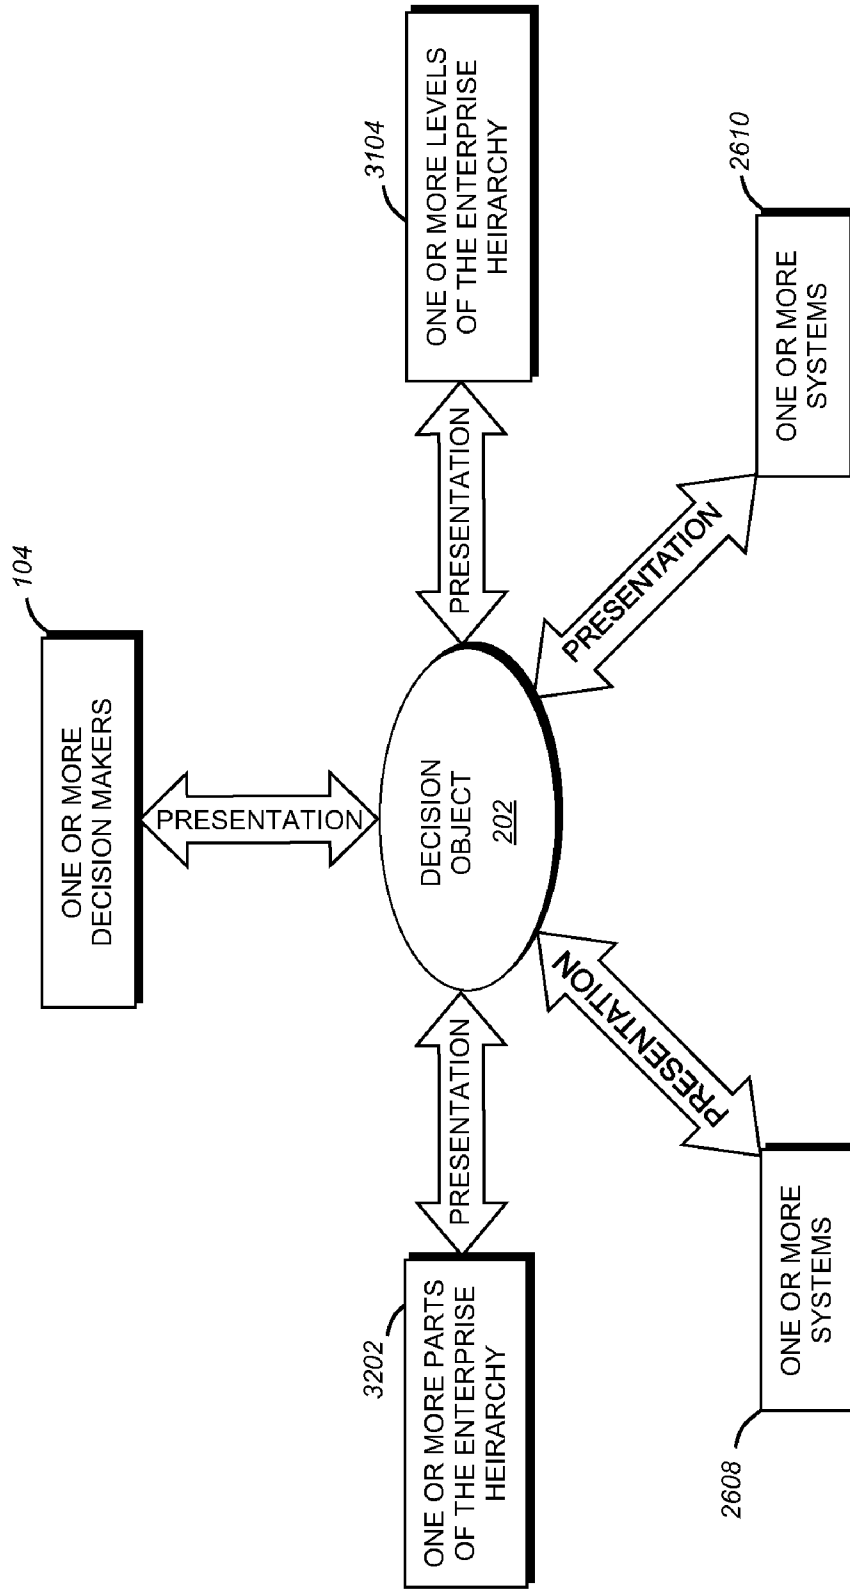 104
ONE OR MORE
DECISION MAKERS
PRESENTATION
3202
ONE OR MORE PARTS
OF THE ENTERPRISE
HEIRARCHY
PRESENTATION
DECISION
OBJECT
202
PRESENTATION
3104
ONE OR MORE LEVELS
OF THE ENTERPRISE
HEIRARCHY
PRESENTATION
PRESENTATION
2608
ONE OR MORE
SYSTEMS
2610
ONE OR MORE
SYSTEMS